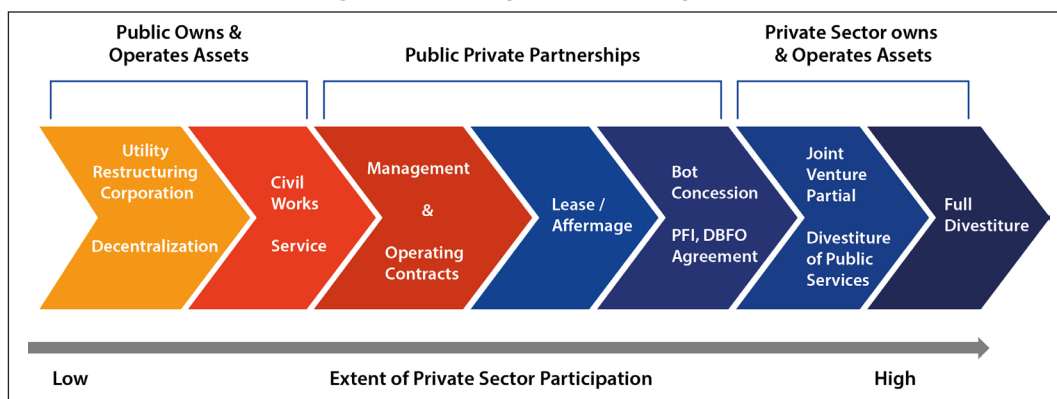 Public Owns &
Operates Assets
Public Private Partnerships
Private Sector owns
& Operates Assets
Utility
Restructuring
Corporation
Decentralization
Civil
Works
Service
Management
&
Operating
Contracts
Lease /
Affermage
Bot
Concession
PFI, DBFO
Agreement
Joint
Venture
Partial
Divestiture
of Public
Services
Full
Divestiture
Low
Extent of Private Sector Participation
High